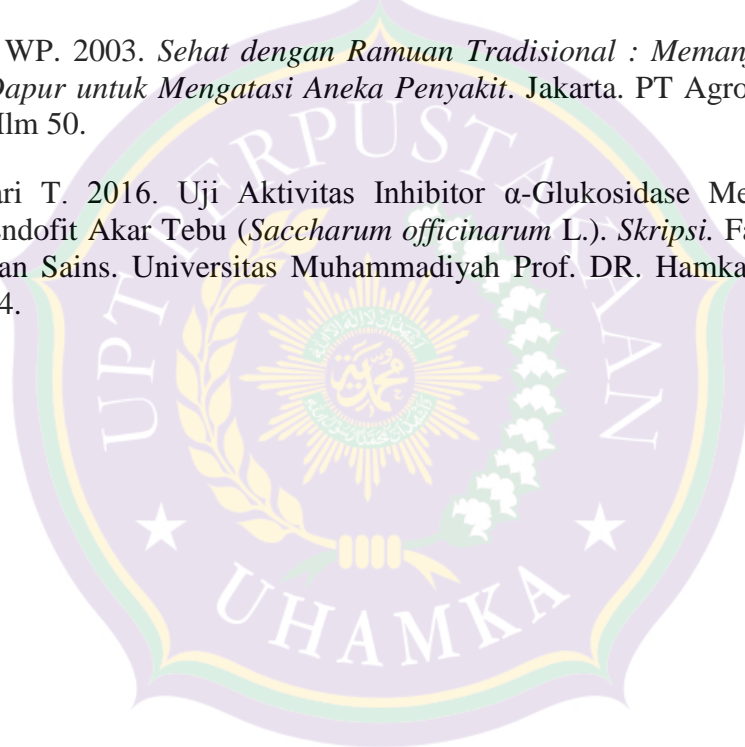 WP. 2003. Sehat dengan Ramuan Tradisional : Memanj
Dapur untuk Mengatasi Aneka Penyakit. Jakarta. PT Agro
Hlm 50.
ari T. 2016. Uji Aktivitas Inhibitor α-Glukosidase Me
ndofit Akar Tebu (Saccharum officinarum L.). Skripsi. Fa
an Sains. Universitas Muhammadiyah Prof. DR. Hamka
4.
UPT PERPUSTAKAAN
محمدية
UHAMKA